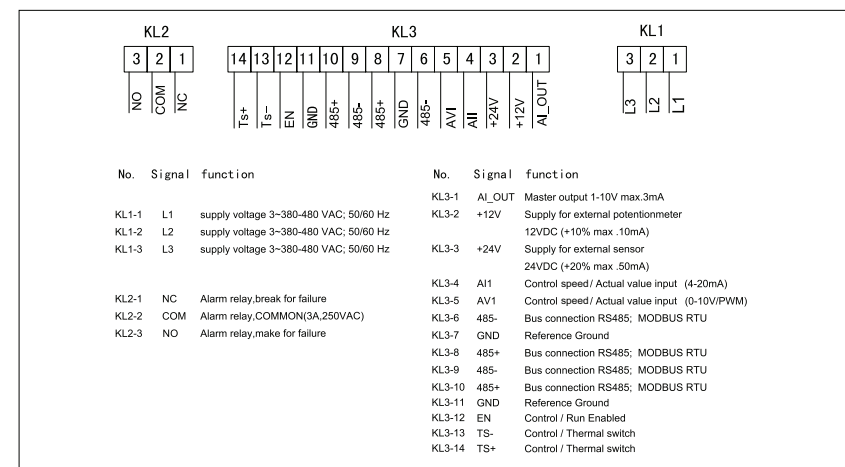 KL2
KL3
KL1
3 2 1
14 13 12 11 10 9 8 7 6 5 4 3 2 1
3 2 1
NO
COM
NC
Ts+
Ts-
EN
GND
485+
485-
485+
GND
485-
AVI
AII
+24V
+12V
AI_OUT
L3
L2
L1
No. Signal function
KL1-1 L1 supply voltage 3~380-480 VAC; 50/60 Hz
KL1-2 L2 supply voltage 3~380-480 VAC; 50/60 Hz
KL1-3 L3 supply voltage 3~380-480 VAC; 50/60 Hz
KL2-1 NC Alarm relay,break for failure
KL2-2 COM Alarm relay,COMMON(3A,250VAC)
KL2-3 NO Alarm relay,make for failure
No. Signal function
KL3-1 AI_OUT Master output 1-10V max.3mA
KL3-2 +12V Supply for external potentionmeter
12VDC (+10% max .10mA)
KL3-3 +24V Supply for external sensor
24VDC (+20% max .50mA)
KL3-4 AI1 Control speed/ Actual value input (4-20mA)
KL3-5 AV1 Control speed/ Actual value input (0-10V/PWM)
KL3-6 485- Bus connection RS485; MODBUS RTU
KL3-7 GND Reference Ground
KL3-8 485+ Bus connection RS485; MODBUS RTU
KL3-9 485- Bus connection RS485; MODBUS RTU
KL3-10 485+ Bus connection RS485; MODBUS RTU
KL3-11 GND Reference Ground
KL3-12 EN Control / Run Enabled
KL3-13 TS- Control / Thermal switch
KL3-14 TS+ Control / Thermal switch